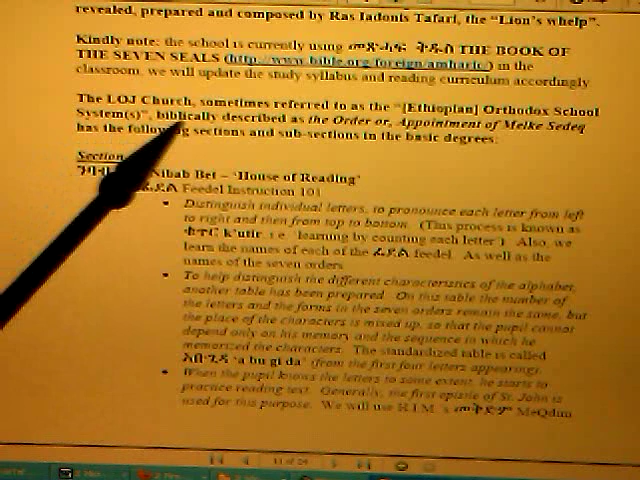 revealed, prepared and composed by Ras Iadonis Tafari, the “Lion's whelp”.
Kindly note: the school is currently using መጽሐፍ ቅዱስ THE BOOK OF
THE SEVEN SEALS (http://www.bible.org/foreign/amharic/) in the
classroom, we will update the study syllabus and reading curriculum accordingly
The LOJ Church, sometimes referred to as the “[Ethiopian] Orthodox School
System(s)”, biblically described as the Order or, Appointment of Melke Sedeq
has the following sections and sub-sections in the basic degrees:
Section
Nibab Bet – ‘House of Reading’
ፊደል Feedel Instruction 101
• Distinguish individual letters, to pronounce each letter from left
to right and then from top to bottom. (This process is known as
ቁጥር k'utir, i.e. ‘learning by counting each letter’). Also, we
learn the names of each of the ፊደል feedel. As well as the
names of the seven orders
• To help distinguish the different characteristics of the alphabet,
another table has been prepared. On this table the number of
the letters and the forms in the seven orders remain the same, but
the place of the characters is mixed up, so that the pupil cannot
depend only on his memory and the sequence in which he
memorized the characters. The standardized table is called
አቡጊዳ ‘a bu gi da’ (from the first four letters appearing).
• When the pupil knows the letters to some extent, he starts to
practice reading text. Generally, the first epistle of St. John is
used for this purpose. We will use H.I.M.'s መቅድም MeQdim
11 of 24